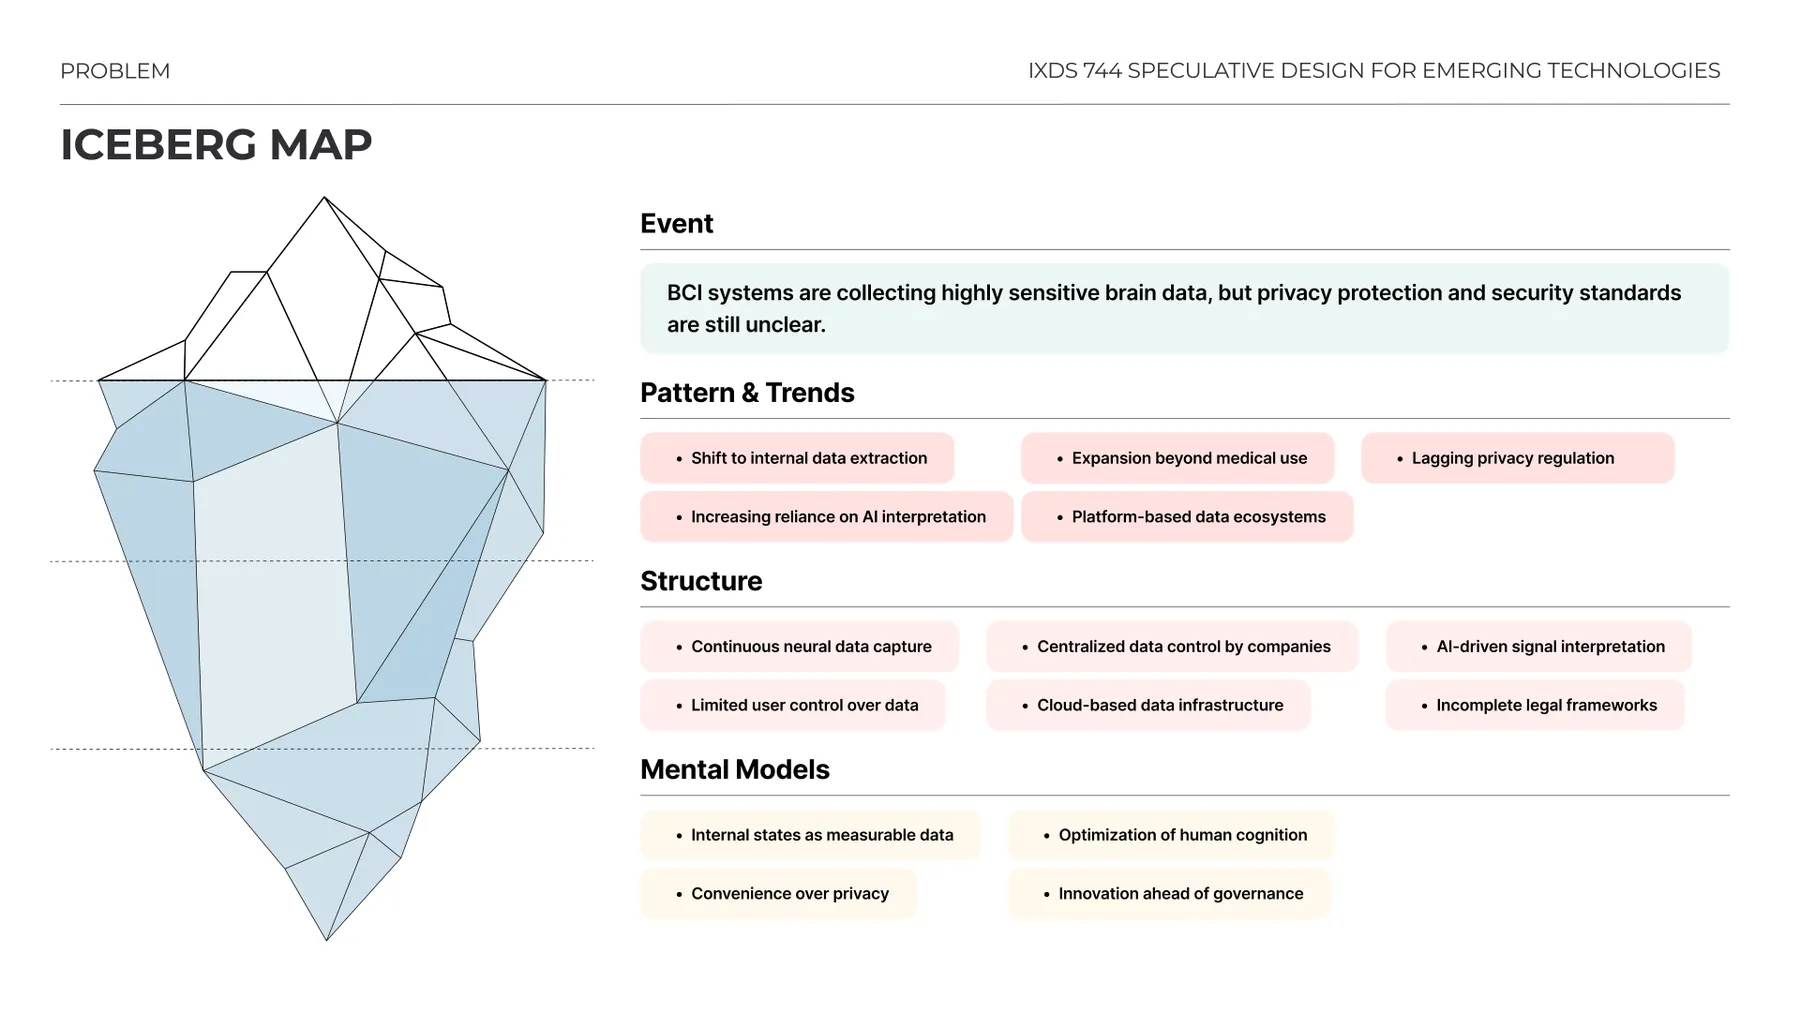 PROBLEM
IXDS 744 SPECULATIVE DESIGN FOR EMERGING TECHNOLOGIES
ICEBERG MAP
Event
BCI systems are collecting highly sensitive brain data, but privacy protection and security standards
are still unclear.
Pattern & Trends
• Shift to internal data extraction
• Expansion beyond medical use
• Lagging privacy regulation
• Increasing reliance on AI interpretation
• Platform-based data ecosystems
Structure
• Continuous neural data capture
• Centralized data control by companies
• AI-driven signal interpretation
• Limited user control over data
• Cloud-based data infrastructure
• Incomplete legal frameworks
Mental Models
• Internal states as measurable data
• Optimization of human cognition
• Convenience over privacy
• Innovation ahead of governance